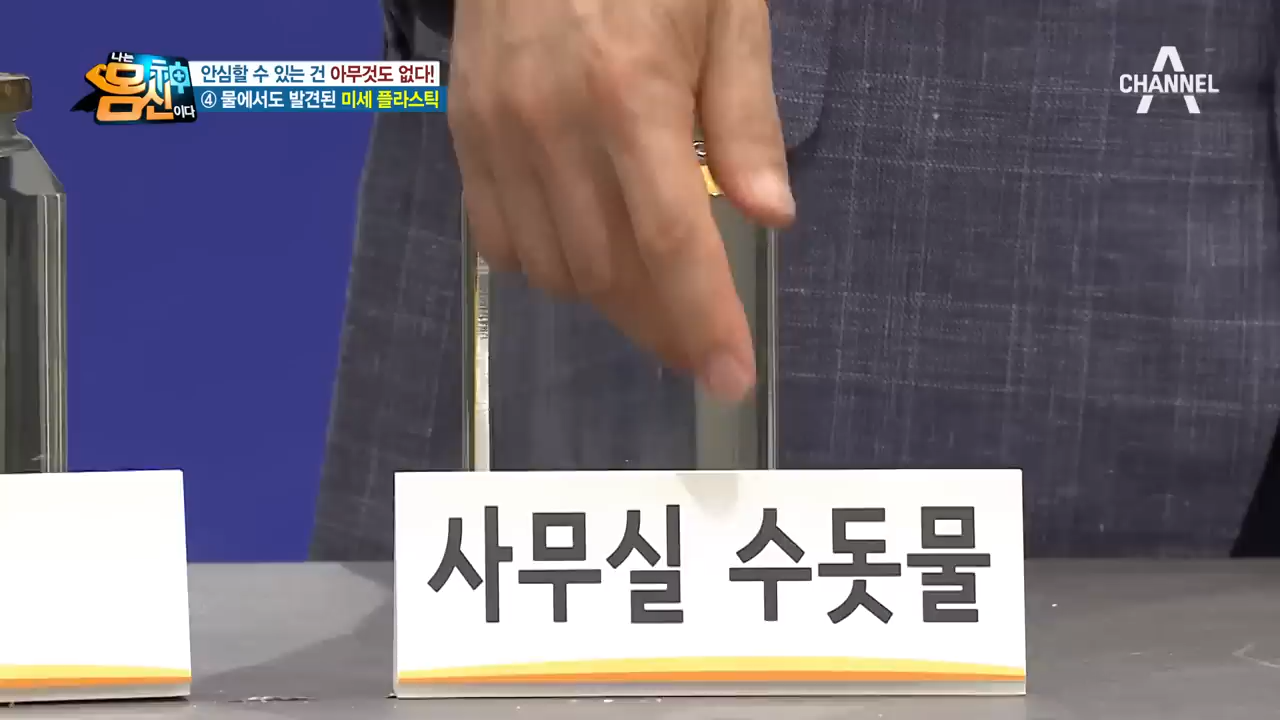 나는
몸神
신이다
안심할 수 있는 건 아무것도 없다!
④ 물에서도 발견된 미세 플라스틱
CHANNEL A
사무실 수돗물